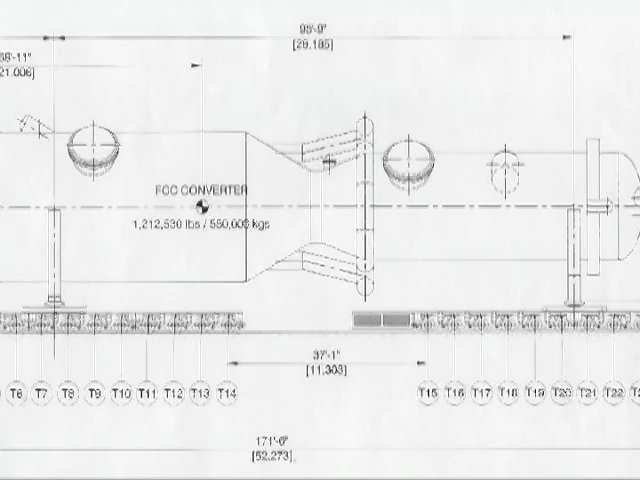 95'-9"
[29.185]
68'-11"
21.006]
FCC CONVERTER
1,212,530 lbs / 550,000 kgs
37'-1"
[11.303]
T6 T7 T8 T9 T10 T11 T12 T13 T14 T15 T16 T17 T18 T19 T20 T21 T22
171'-6"
[52.273]